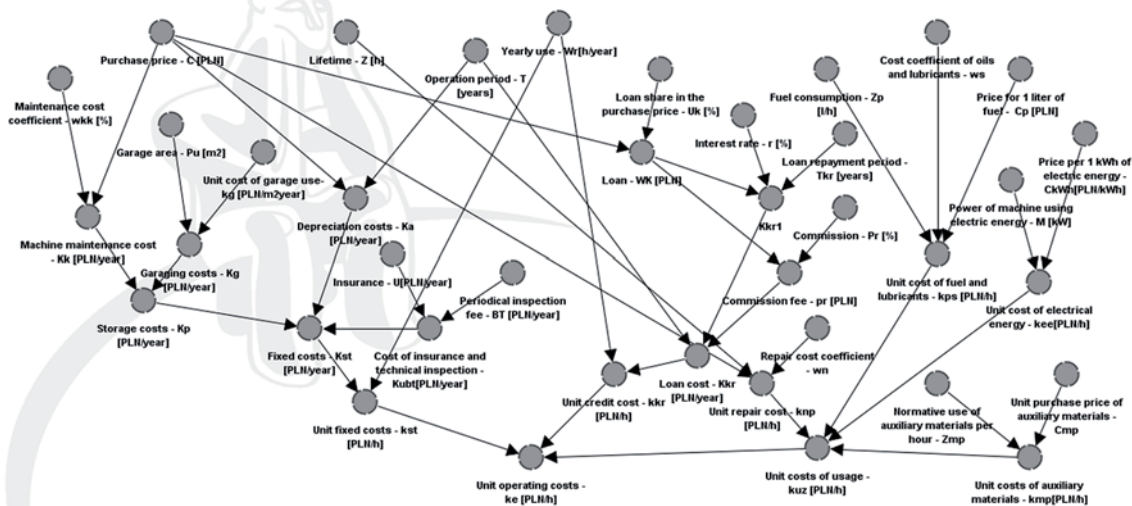 Purchase price - C [PLN]
Lifetime - Z [h]
Yearly use - Wr[h/year]
Operation period - T
[years]
Cost coefficient of oils
and lubricants - ws
Maintenance cost
coefficient - wkk [%]
Loan share in the
purchase price - Uk [%]
Fuel consumption - Zp
[l/h]
Price for 1 liter of
fuel - Cp [PLN]
Garage area - Pu [m2]
Interest rate - r [%]
Loan repayment period -
Tkr [years]
Price per 1 kWh of
electric energy -
CkWh[PLN/kWh]
Unit cost of garage use-
kg [PLN/m2year]
Loan - WK [PLN]
Power of machine using
electric energy - M [kW]
Machine maintenance cost
- Kk [PLN/year]
Depreciation costs - Ka
[PLN/year]
Kkr1
Commission - Pr [%]
Garaging costs - Kg
[PLN/year]
Insurance - U[PLN/year]
Periodical inspection
fee - BT [PLN/year]
Commission fee - pr [PLN]
Unit cost of fuel and
lubricants - kps [PLN/h]
Unit cost of electrical
energy - kee[PLN/h]
Storage costs - Kp
[PLN/year]
Fixed costs - Kst
[PLN/year]
Cost of insurance and
technical inspection -
Kubt[PLN/year]
Loan cost - Kkr
[PLN/year]
Repair cost coefficient
- wn
Unit credit cost - kkr
[PLN/h]
Unit repair cost - knp
[PLN/h]
Normative use of
auxiliary materials per
hour - Zmp
Unit purchase price of
auxiliary materials -
Cmp
Unit fixed costs - kst
[PLN/h]
Unit operating costs -
ke [PLN/h]
Unit costs of usage -
kuz [PLN/h]
Unit costs of auxiliary
materials - kmp[PLN/h]